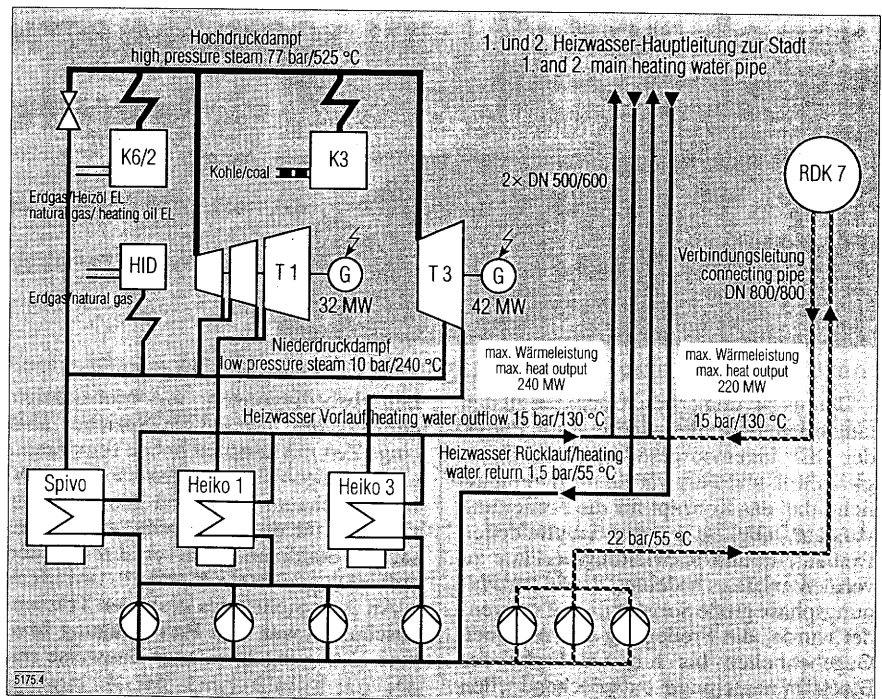 Hochdruckdampf
high pressure steam 77 bar/525 °C
1. und 2. Heizwasser-Hauptleitung zur Stadt
1. and 2. main heating water pipe
K6/2
K3
Kohle/coal
RDK 7
2× DN 500/600
Erdgas/Heizöl EL
natural gas/ heating oil EL
HID
Erdgas/natural gas
T 1
G
32 MW
T 3
G
42 MW
Verbindungsleitung
connecting pipe
DN 800/800
Niederdruckdampf
low pressure steam 10 bar/240 °C
max. Wärmeleistung
max. heat output
240 MW
max. Wärmeleistung
max. heat output
220 MW
Heizwasser Vorlauf/heating water outflow 15 bar/130 °C
15 bar/130 °C
Heizwasser Rücklauf/heating
water return 1,5 bar/55 °C
Spivo
Heiko 1
Heiko 3
22 bar/55 °C
5175.4